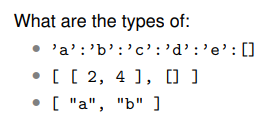 What are the types of:
• ’a’:’b’:’c’:’d’:’e’:[]
• [ [ 2, 4 ], [] ]
• [ "a", "b" ]